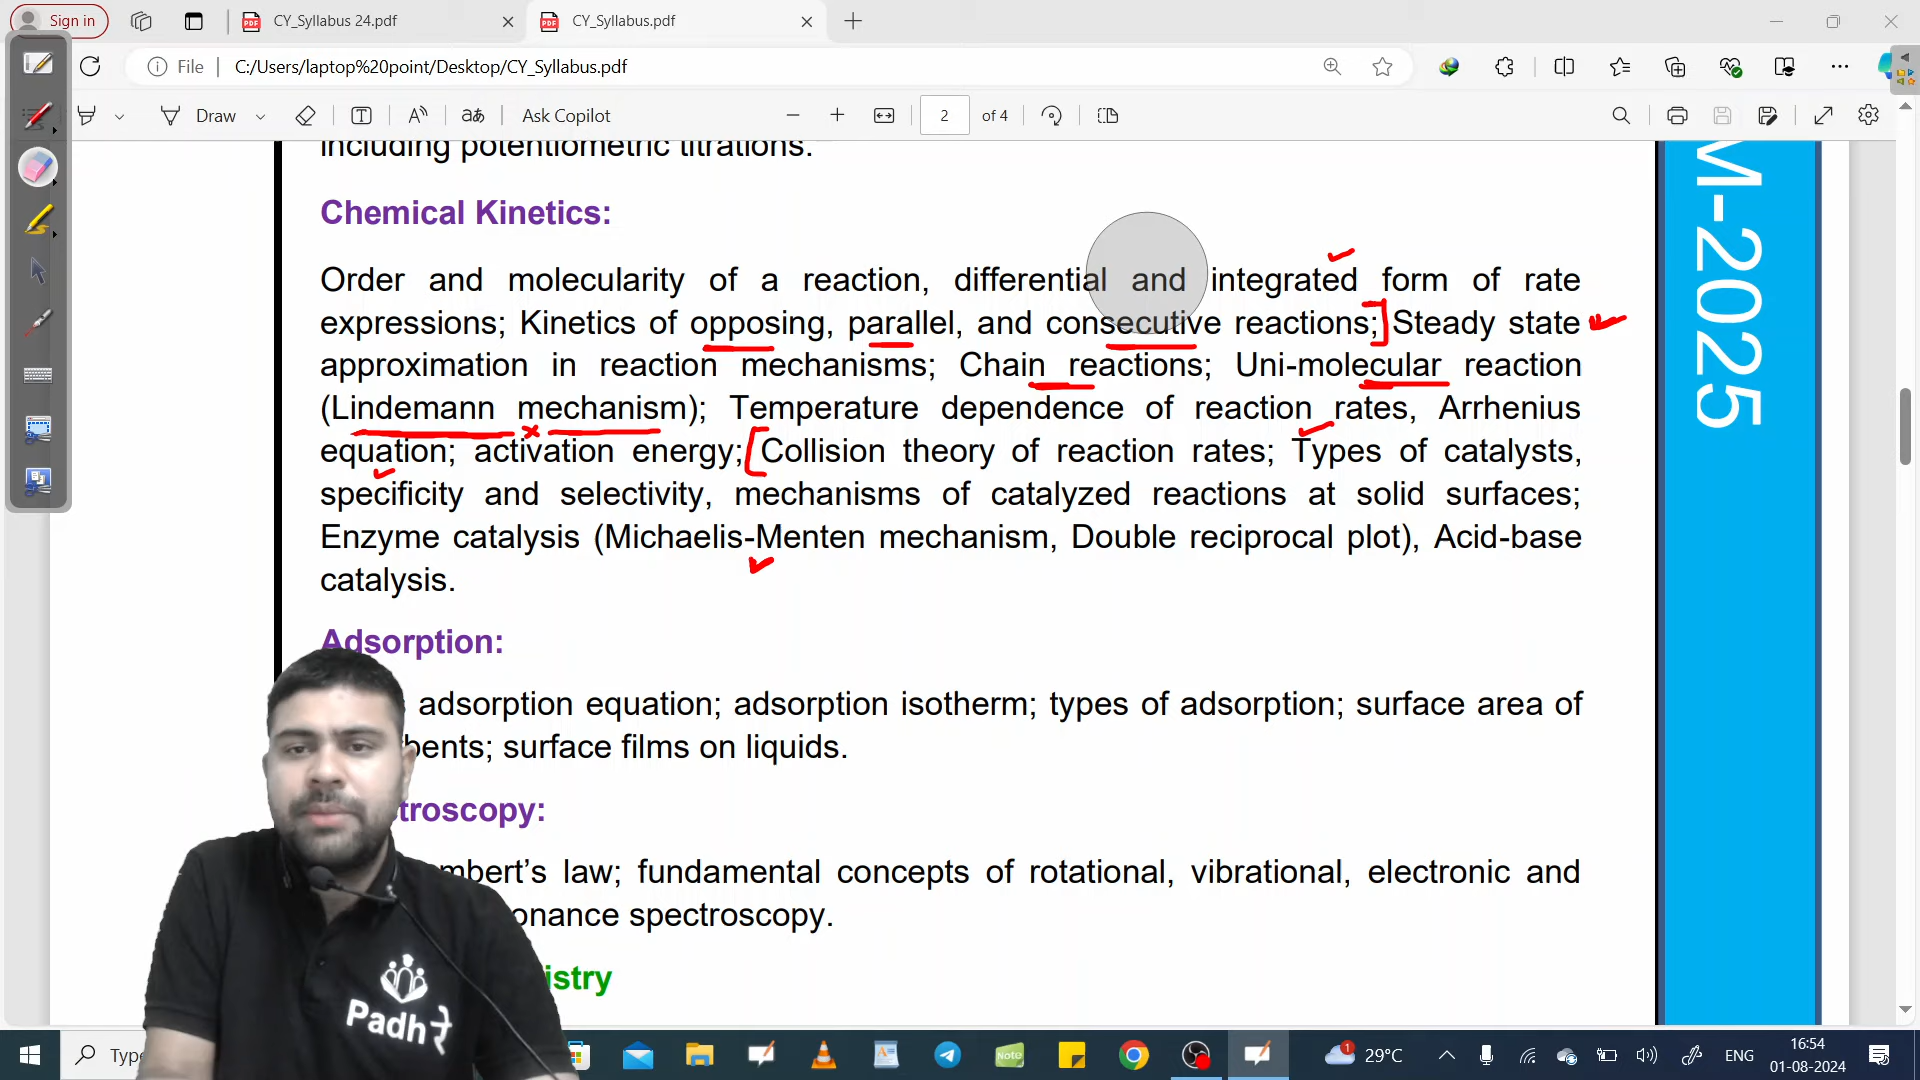 Sign in
CY_Syllabus 24.pdf
CY_Syllabus.pdf
File
C:/Users/laptop%20point/Desktop/CY_Syllabus.pdf
Draw
Ask Copilot
2 of 4
including potentiometric titrations.
Chemical Kinetics:
Order and molecularity of a reaction, differential and integrated form of rate
expressions; Kinetics of opposing, parallel, and consecutive reactions; Steady state
approximation in reaction mechanisms; Chain reactions; Uni-molecular reaction
(Lindemann mechanism); Temperature dependence of reaction rates, Arrhenius
equation; activation energy; Collision theory of reaction rates; Types of catalysts,
specificity and selectivity, mechanisms of catalyzed reactions at solid surfaces;
Enzyme catalysis (Michaelis-Menten mechanism, Double reciprocal plot), Acid-base
catalysis.
Adsorption:
adsorption equation; adsorption isotherm; types of adsorption; surface area of
surface films on liquids.
law; fundamental concepts of rotational, vibrational, electronic and
spectroscopy.
M-2025
Padhरे
29°C
ENG
16:54
01-08-2024